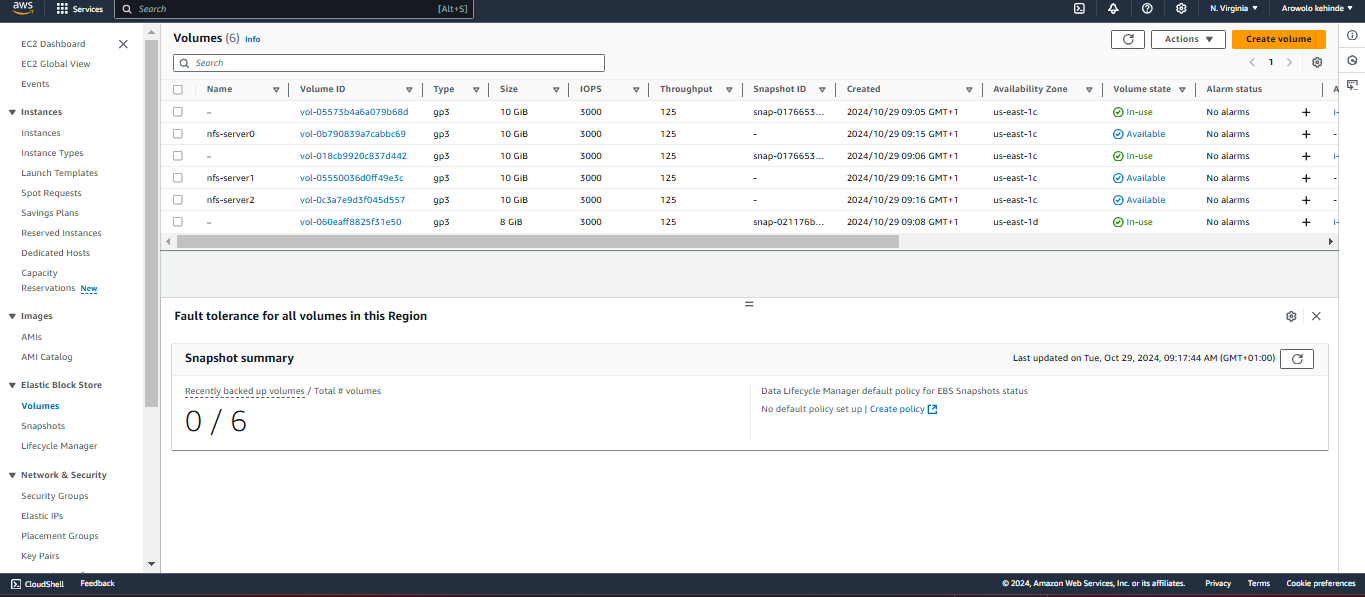 aws Services Search [Alt+S] N. Virginia Arowolo kehinde
EC2 Dashboard
EC2 Global View
Events
Instances
Instances
Instance Types
Launch Templates
Spot Requests
Savings Plans
Reserved Instances
Dedicated Hosts
Capacity
Reservations New
Images
AMIs
AMI Catalog
Elastic Block Store
Volumes
Snapshots
Lifecycle Manager
Network & Security
Security Groups
Elastic IPs
Placement Groups
Key Pairs
Volumes (6) Info Actions Create volume
Search 1
Name Volume ID Type Size IOPS Throughput Snapshot ID Created Availability Zone Volume state Alarm status A
– vol-05573b4a6a079b68d gp3 10 GiB 3000 125 snap-0176653... 2024/10/29 09:05 GMT+1 us-east-1c In-use No alarms + i-
nfs-server0 vol-0b790839a7cabbc69 gp3 10 GiB 3000 125 - 2024/10/29 09:15 GMT+1 us-east-1c Available No alarms + -
– vol-018cb9920c837d442 gp3 10 GiB 3000 125 snap-0176653... 2024/10/29 09:06 GMT+1 us-east-1c In-use No alarms + i-
nfs-server1 vol-05550036d0ff49e3c gp3 10 GiB 3000 125 - 2024/10/29 09:16 GMT+1 us-east-1c Available No alarms + -
nfs-server2 vol-0c3a7e9d3f045d557 gp3 10 GiB 3000 125 - 2024/10/29 09:16 GMT+1 us-east-1c Available No alarms + -
– vol-060eaff8825f31e50 gp3 8 GiB 3000 125 snap-021176b... 2024/10/29 09:08 GMT+1 us-east-1d In-use No alarms + i-
Fault tolerance for all volumes in this Region
Snapshot summary Last updated on Tue, Oct 29, 2024, 09:17:44 AM (GMT+01:00)
Recently backed up volumes / Total # volumes
0 / 6
Data Lifecycle Manager default policy for EBS Snapshots status
No default policy set up | Create policy
CloudShell Feedback © 2024, Amazon Web Services, Inc. or its affiliates. Privacy Terms Cookie preferences